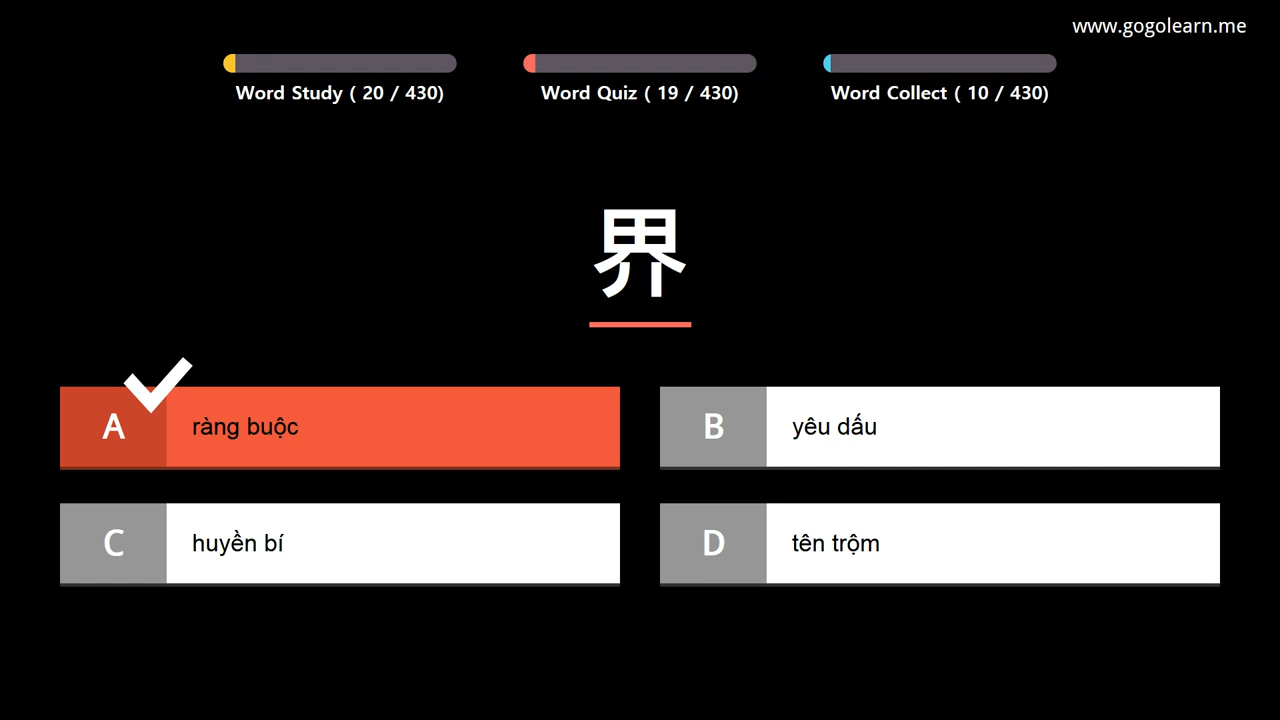 www.gogolearn.me
Word Study ( 20 / 430)
Word Quiz ( 19 / 430)
Word Collect ( 10 / 430)
界
A ràng buộc
B yêu dấu
C huyền bí
D tên trộm